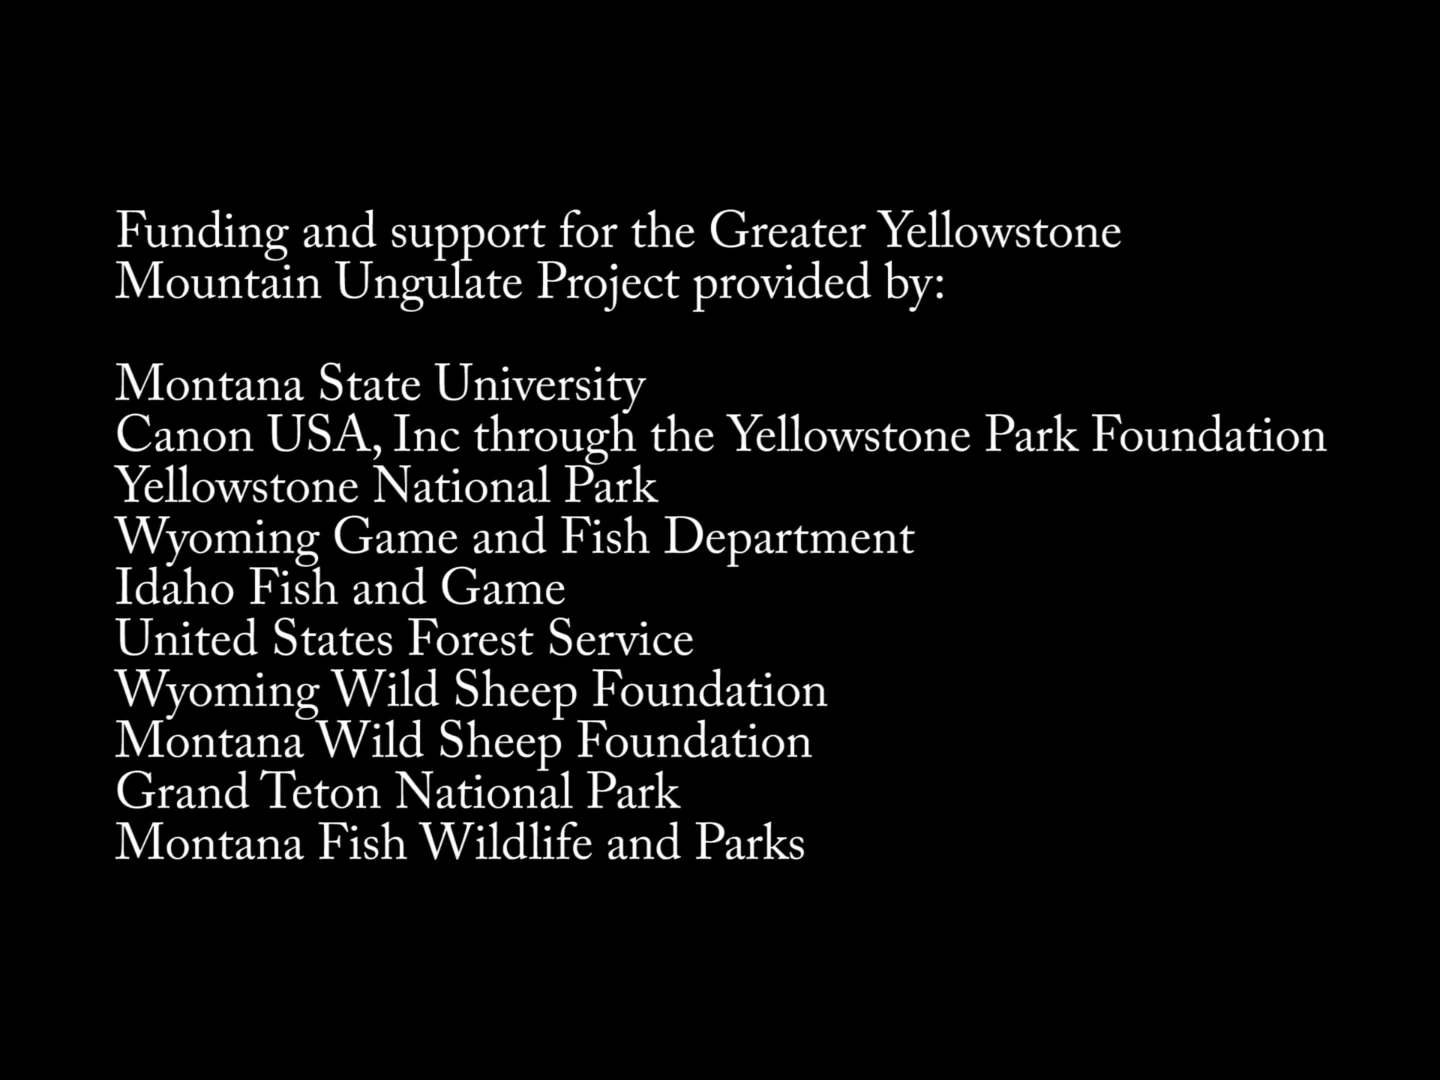 Funding and support for the Greater Yellowstone
Mountain Ungulate Project provided by:
Montana State University
Canon USA, Inc through the Yellowstone Park Foundation
Yellowstone National Park
Wyoming Game and Fish Department
Idaho Fish and Game
United States Forest Service
Wyoming Wild Sheep Foundation
Montana Wild Sheep Foundation
Grand Teton National Park
Montana Fish Wildlife and Parks